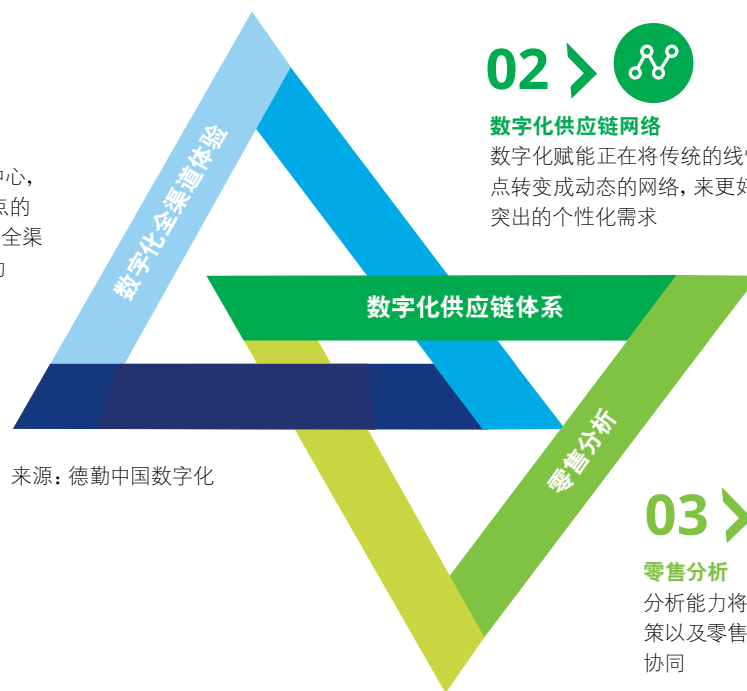 中心,
点的
全渠
数字化全渠道体验
02
数字化供应链网络
数字化赋能正在将传统的线
点转变成动态的网络, 来更好
突出的个性化需求
数字化供应链体系
零售分析
来源: 德勤中国数字化
03
零售分析
分析能力将
策以及零售
协同